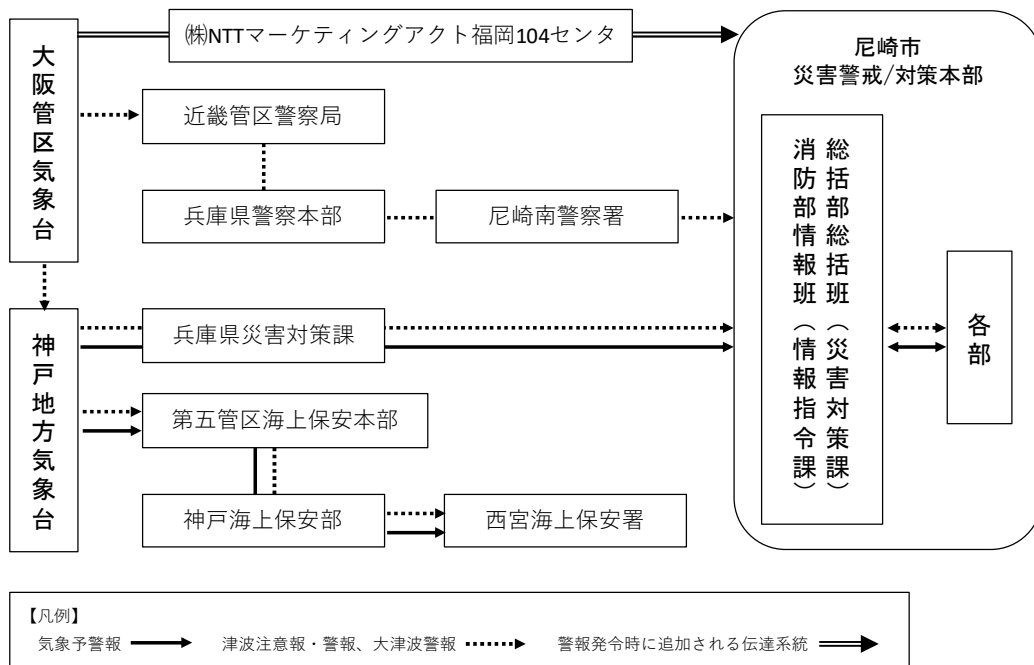 ㈱NTTマーケティングアクト福岡104センタ
大阪管区気象台
近畿管区警察局
兵庫県警察本部
尼崎南警察署
神戸地方気象台
兵庫県災害対策課
第五管区海上保安本部
神戸海上保安部
西宮海上保安署
尼崎市
災害警戒/対策本部
総括部総括班（災害対策課）
消防部情報班（情報指令課）
各部
【凡例】
気象予警報
津波注意報・警報、大津波警報
警報発令時に追加される伝達系統